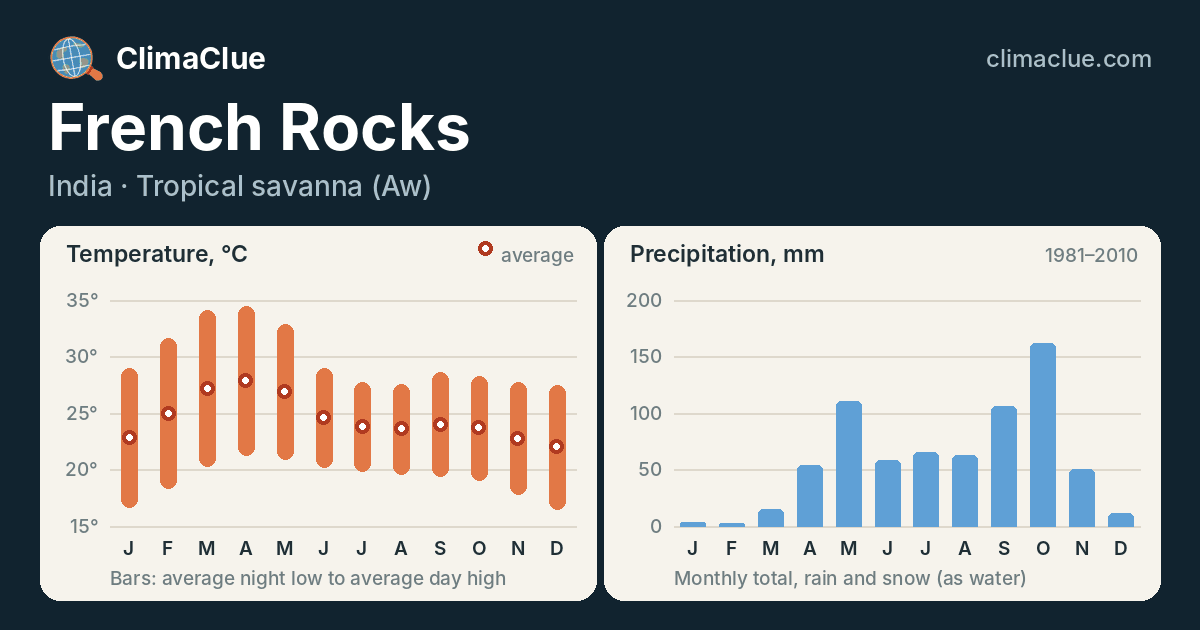 ClimaClue
climaclue.com
French Rocks
India · Tropical savanna (Aw)
Temperature, °C
average
35°
30°
25°
20°
15°
J F M A M J J A S O N D
Bars: average night low to average day high
Precipitation, mm
1981–2010
200
150
100
50
0
J F M A M J J A S O N D
Monthly total, rain and snow (as water)